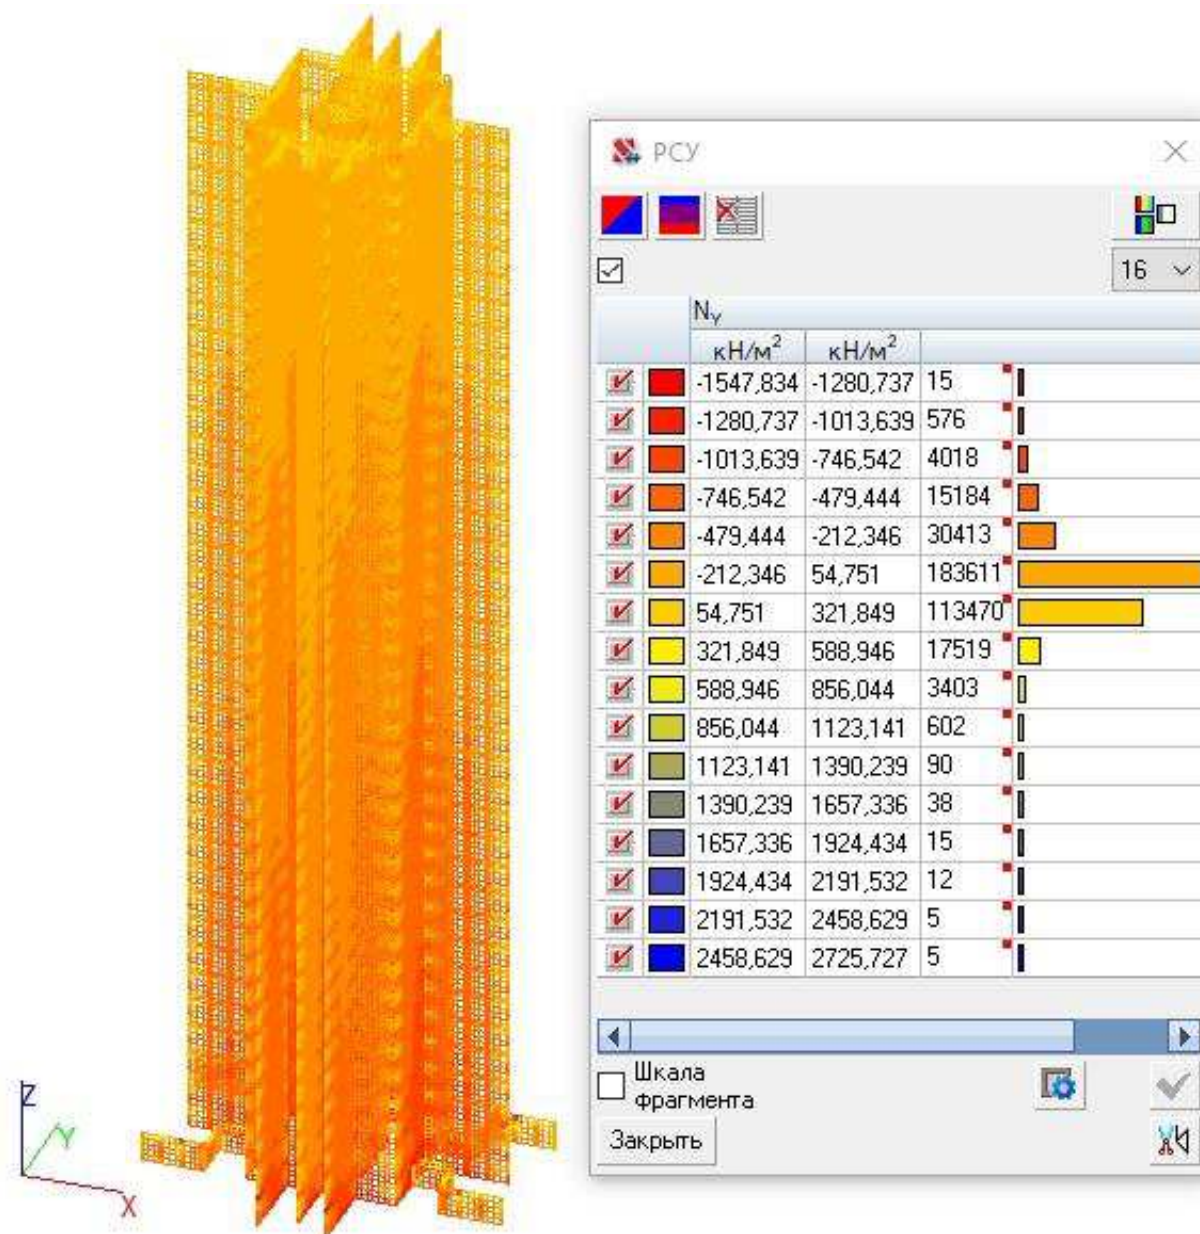 РСУ
16
NY
кН/м² кН/м²
-1547,834 -1280,737 15
-1280,737 -1013,639 576
-1013,639 -746,542 4018
-746,542 -479,444 15184
-479,444 -212,346 30413
-212,346 54,751 183611
54,751 321,849 113470
321,849 588,946 17519
588,946 856,044 3403
856,044 1123,141 602
1123,141 1390,239 90
1390,239 1657,336 38
1657,336 1924,434 15
1924,434 2191,532 12
2191,532 2458,629 5
2458,629 2725,727 5
Шкала
фрагмента
Закрыть
Z
Y
X